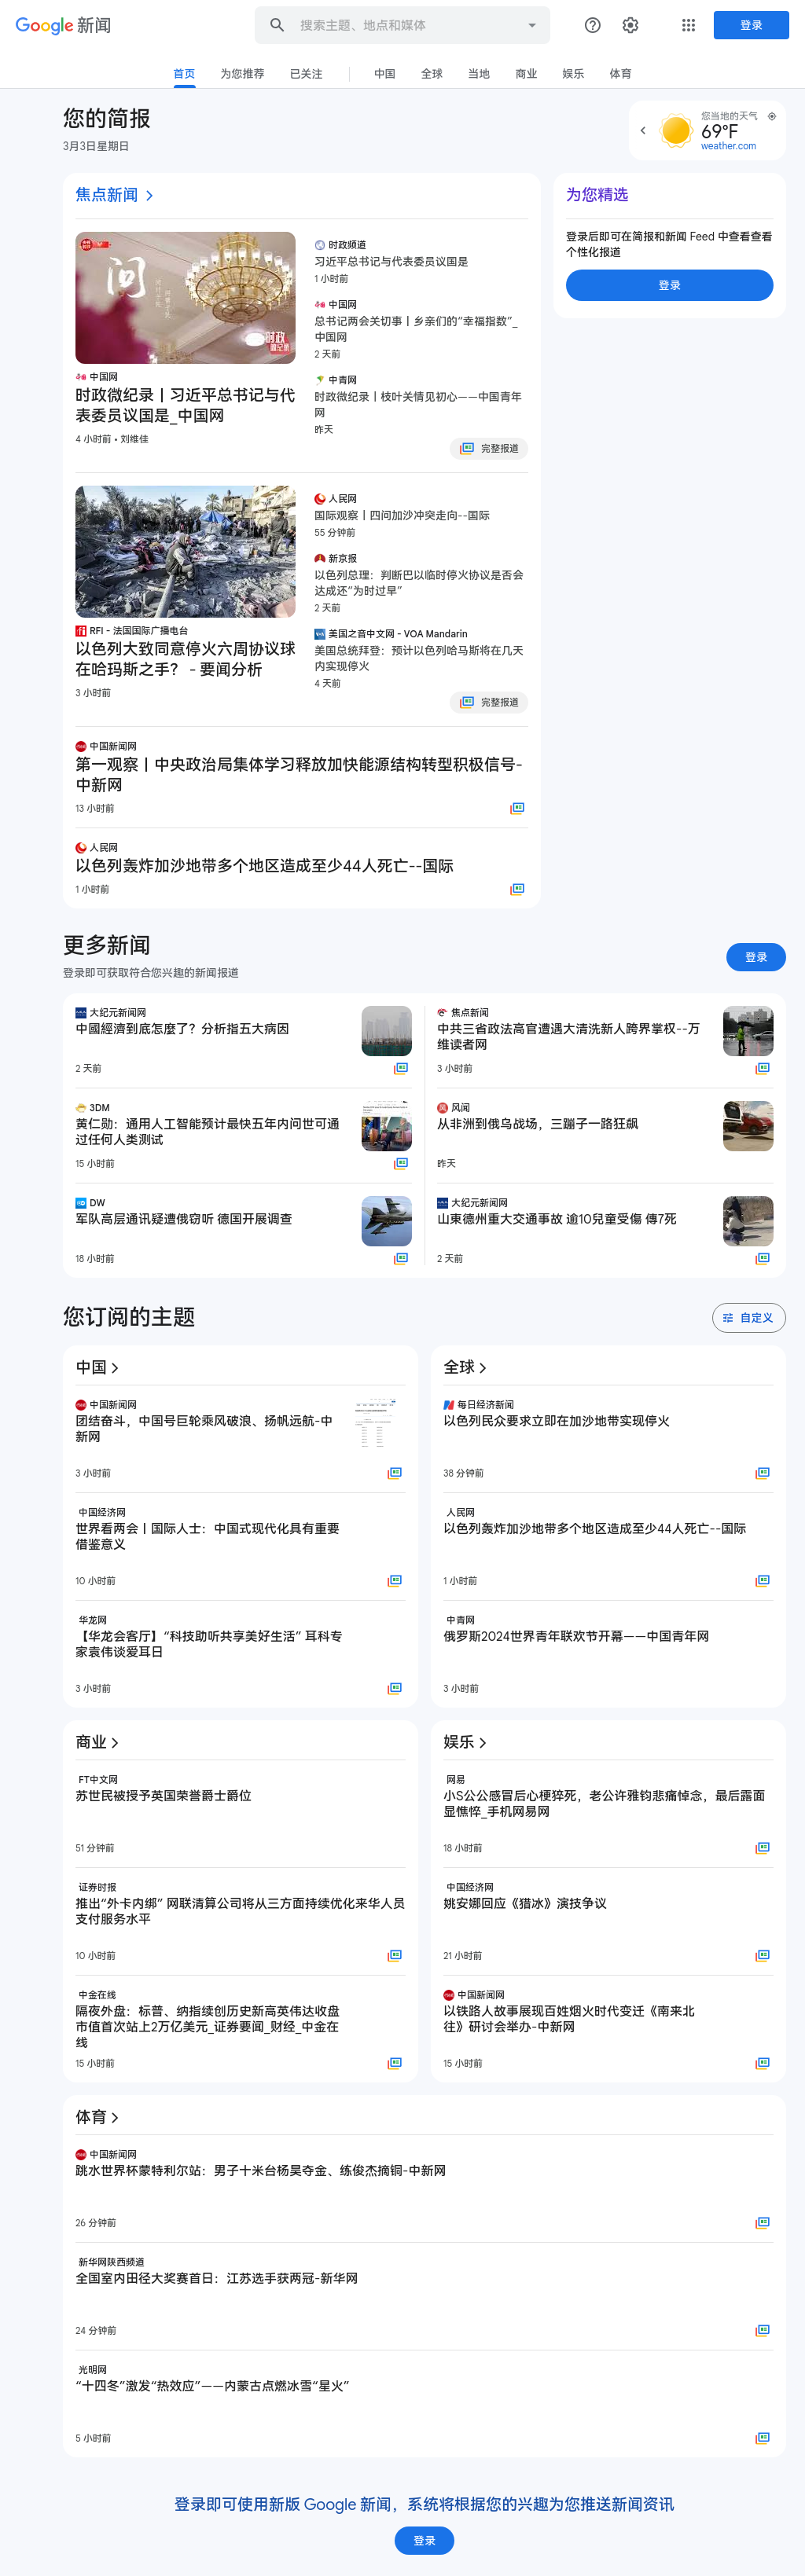 Google 新闻
搜索主题、地点和媒体
登录
首页
为您推荐
已关注
中国
全球
当地
商业
娱乐
体育
您的简报
3月3日星期日
您当地的天气
69°F
weather.com
焦点新闻
问
时政微纪录
中国网
时政微纪录丨习近平总书记与代
表委员议国是_中国网
4 小时前 • 刘维佳
时政频道
习近平总书记与代表委员议国是
1 小时前
中国网
总书记两会关切事丨乡亲们的“幸福指数”_
中国网
2 天前
中青网
时政微纪录丨枝叶关情见初心——中国青年
网
昨天
完整报道
为您精选
登录后即可在简报和新闻 Feed 中查看查看
个性化报道
登录
RFI - 法国国际广播电台
以色列大致同意停火六周协议球
在哈玛斯之手？ - 要闻分析
3 小时前
人民网
国际观察丨四问加沙冲突走向--国际
55 分钟前
新京报
以色列总理：判断巴以临时停火协议是否会
达成还“为时过早”
2 天前
美国之音中文网 - VOA Mandarin
美国总统拜登：预计以色列哈马斯将在几天
内实现停火
4 天前
完整报道
中国新闻网
第一观察丨中央政治局集体学习释放加快能源结构转型积极信号-
中新网
13 小时前
人民网
以色列轰炸加沙地带多个地区造成至少44人死亡--国际
1 小时前
更多新闻
登录即可获取符合您兴趣的新闻报道
登录
大纪元新闻网
中國經濟到底怎麼了？分析指五大病因
2 天前
焦点新闻
中共三省政法高官遭遇大清洗新人跨界掌权--万
维读者网
3 小时前
3DM
黄仁勋：通用人工智能预计最快五年内问世可通
过任何人类测试
15 小时前
风闻
从非洲到俄乌战场，三蹦子一路狂飙
昨天
DW
军队高层通讯疑遭俄窃听 德国开展调查
18 小时前
大纪元新闻网
山東德州重大交通事故 逾10兒童受傷 傳7死
2 天前
您订阅的主题
自定义
中国
中国新闻网
团结奋斗，中国号巨轮乘风破浪、扬帆远航-中
新网
3 小时前
中国经济网
世界看两会丨国际人士：中国式现代化具有重要
借鉴意义
10 小时前
华龙网
【华龙会客厅】“科技助听共享美好生活” 耳科专
家袁伟谈爱耳日
3 小时前
全球
每日经济新闻
以色列民众要求立即在加沙地带实现停火
38 分钟前
人民网
以色列轰炸加沙地带多个地区造成至少44人死亡--国际
1 小时前
中青网
俄罗斯2024世界青年联欢节开幕——中国青年网
3 小时前
商业
FT中文网
苏世民被授予英国荣誉爵士爵位
51 分钟前
证券时报
推出“外卡内绑” 网联清算公司将从三方面持续优化来华人员
支付服务水平
10 小时前
中金在线
隔夜外盘：标普、纳指续创历史新高英伟达收盘
市值首次站上2万亿美元_证券要闻_财经_中金在
线
15 小时前
娱乐
网易
小S公公感冒后心梗猝死，老公许雅钧悲痛悼念，最后露面
显憔悴_手机网易网
18 小时前
中国经济网
姚安娜回应《猎冰》演技争议
21 小时前
中国新闻网
以铁路人故事展现百姓烟火时代变迁《南来北
往》研讨会举办-中新网
15 小时前
体育
中国新闻网
跳水世界杯蒙特利尔站：男子十米台杨昊夺金、练俊杰摘铜-中新网
26 分钟前
新华网陕西频道
全国室内田径大奖赛首日：江苏选手获两冠-新华网
24 分钟前
光明网
“十四冬”激发“热效应”——内蒙古点燃冰雪“星火”
5 小时前
登录即可使用新版 Google 新闻，系统将根据您的兴趣为您推送新闻资讯
登录